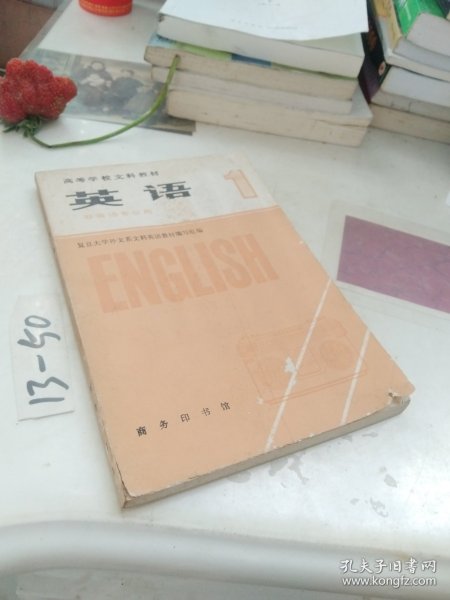 高等学校文科教材
英语
1
复旦大学外文系文科英语教材编写组编
ENGLISH
商务印书馆
13-50
孔夫子旧书网
www.kongfz.com